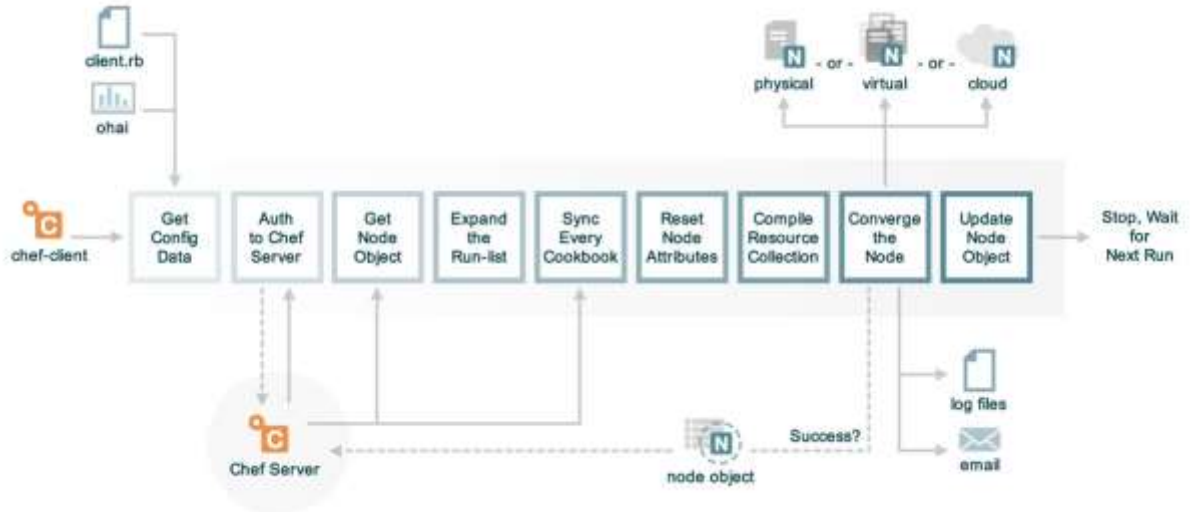 client.rb
ohai
physical
- or -
virtual
- or -
cloud
N
N
N
C
chef-client
Get
Config
Data
Auth
to Chef
Server
Get
Node
Object
Expand
the
Run-list
Sync
Every
Cookbook
Reset
Node
Attributes
Compile
Resource
Collection
Converge
the
Node
Update
Node
Object
Stop, Wait
for
Next Run
C
Chef Server
N
node object
Success?
log files
email